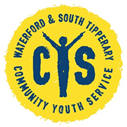 WATERFORD & SOUTH TIPPERARY
CYS
COMMUNITY YOUTH SERVICE